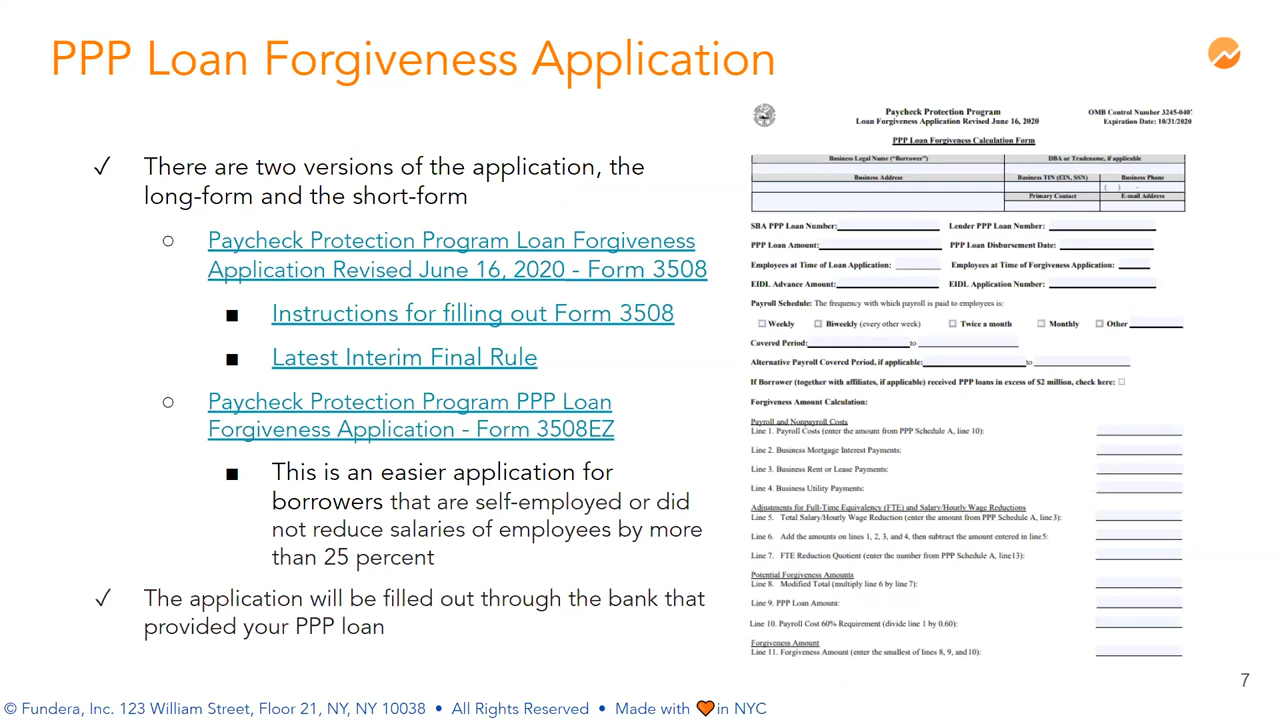 PPP Loan Forgiveness Application
✓ There are two versions of the application, the
long-form and the short-form
○ Paycheck Protection Program Loan Forgiveness
Application Revised June 16, 2020 - Form 3508
■ Instructions for filling out Form 3508
■ Latest Interim Final Rule
○ Paycheck Protection Program PPP Loan
Forgiveness Application - Form 3508EZ
■ This is an easier application for
borrowers that are self-employed or did
not reduce salaries of employees by more
than 25 percent
✓ The application will be filled out through the bank that
provided your PPP loan
Paycheck Protection Program
Loan Forgiveness Application Revised June 16, 2020
OMB Control Number 3245-0407
Expiration Date: 10/31/2020
PPP Loan Forgiveness Calculation Form
Business Legal Name ("Borrower") DBA or Tradename, if applicable
Business Address Business TIN (EIN, SSN) Business Phone
( ) -
Primary Contact E-mail Address
SBA PPP Loan Number: Lender PPP Loan Number:
PPP Loan Amount: PPP Loan Disbursement Date:
Employees at Time of Loan Application: Employees at Time of Forgiveness Application:
EIDL Advance Amount: EIDL Application Number:
Payroll Schedule: The frequency with which payroll is paid to employees is:
☐ Weekly ☐ Biweekly (every other week) ☐ Twice a month ☐ Monthly ☐ Other
Covered Period: to
Alternative Payroll Covered Period, if applicable: to
If Borrower (together with affiliates, if applicable) received PPP loans in excess of $2 million, check here: ☐
Forgiveness Amount Calculation:
Payroll and Nonpayroll Costs
Line 1. Payroll Costs (enter the amount from PPP Schedule A, line 10):
Line 2. Business Mortgage Interest Payments:
Line 3. Business Rent or Lease Payments:
Line 4. Business Utility Payments:
Adjustments for Full-Time Equivalency (FTE) and Salary/Hourly Wage Reductions
Line 5. Total Salary/Hourly Wage Reduction (enter the amount from PPP Schedule A, line 3):
Line 6. Add the amounts on lines 1, 2, 3, and 4, then subtract the amount entered in line 5:
Line 7. FTE Reduction Quotient (enter the number from PPP Schedule A, line 13):
Potential Forgiveness Amounts
Line 8. Modified Total (multiply line 6 by line 7):
Line 9. PPP Loan Amount:
Line 10. Payroll Cost 60% Requirement (divide line 1 by 0.60):
Forgiveness Amount
Line 11. Forgiveness Amount (enter the smallest of lines 8, 9, and 10):
7
© Fundera, Inc. 123 William Street, Floor 21, NY, NY 10038 • All Rights Reserved • Made with 🧡 in NYC